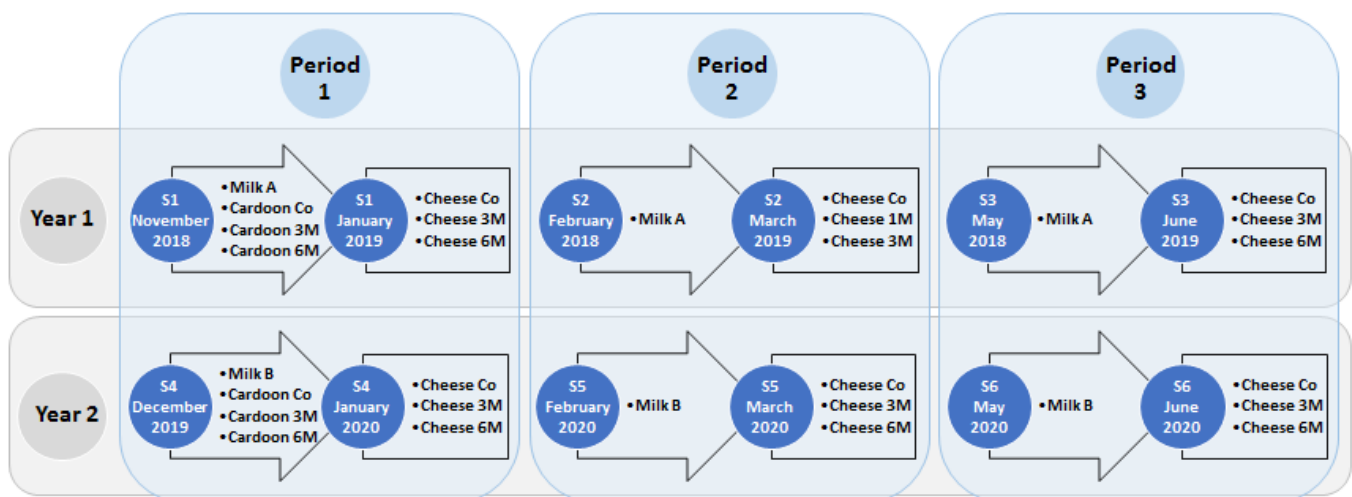 Period
1
Period
2
Period
3
Year 1
S1
November
2018
•Milk A
•Cardoon Co
•Cardoon 3M
•Cardoon 6M
S1
January
2019
•Cheese Co
•Cheese 3M
•Cheese 6M
S2
February
2018
•Milk A
S2
March
2019
•Cheese Co
•Cheese 1M
•Cheese 3M
S3
May
2018
•Milk A
S3
June
2019
•Cheese Co
•Cheese 3M
•Cheese 6M
Year 2
S4
December
2019
•Milk B
•Cardoon Co
•Cardoon 3M
•Cardoon 6M
S4
January
2020
•Cheese Co
•Cheese 3M
•Cheese 6M
S5
February
2020
•Milk B
S5
March
2020
•Cheese Co
•Cheese 3M
•Cheese 6M
S6
May
2020
•Milk B
S6
June
2020
•Cheese Co
•Cheese 3M
•Cheese 6M